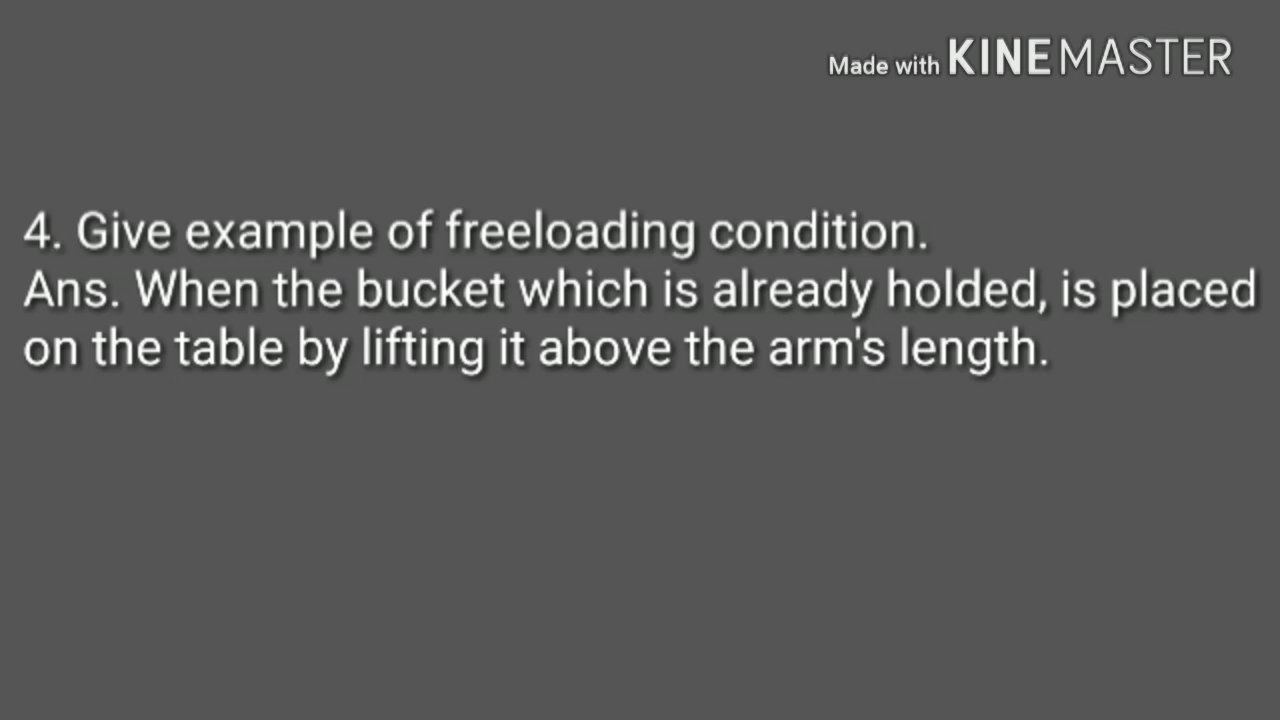 Made with KINEMASTER
4. Give example of freeloading condition.
Ans. When the bucket which is already holded, is placed
on the table by lifting it above the arm's length.